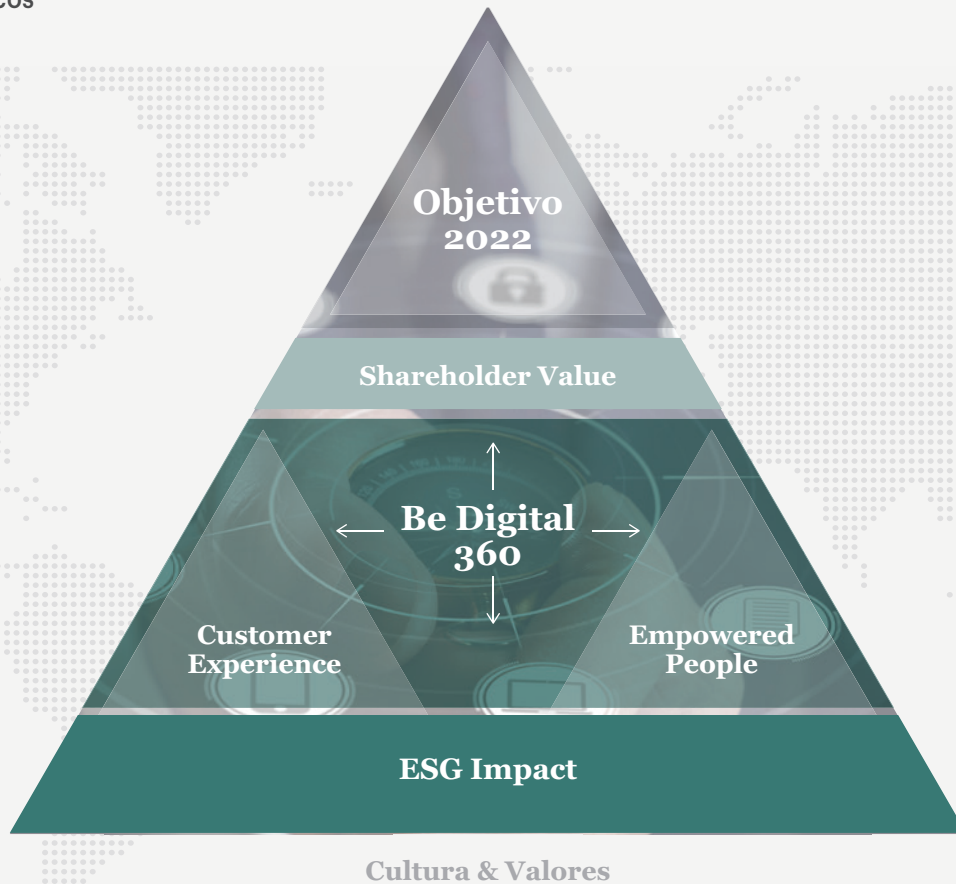 Objetivo
2022
Shareholder Value
Be Digital
360
Customer
Experience
Empowered
People
ESG Impact
Cultura & Valores